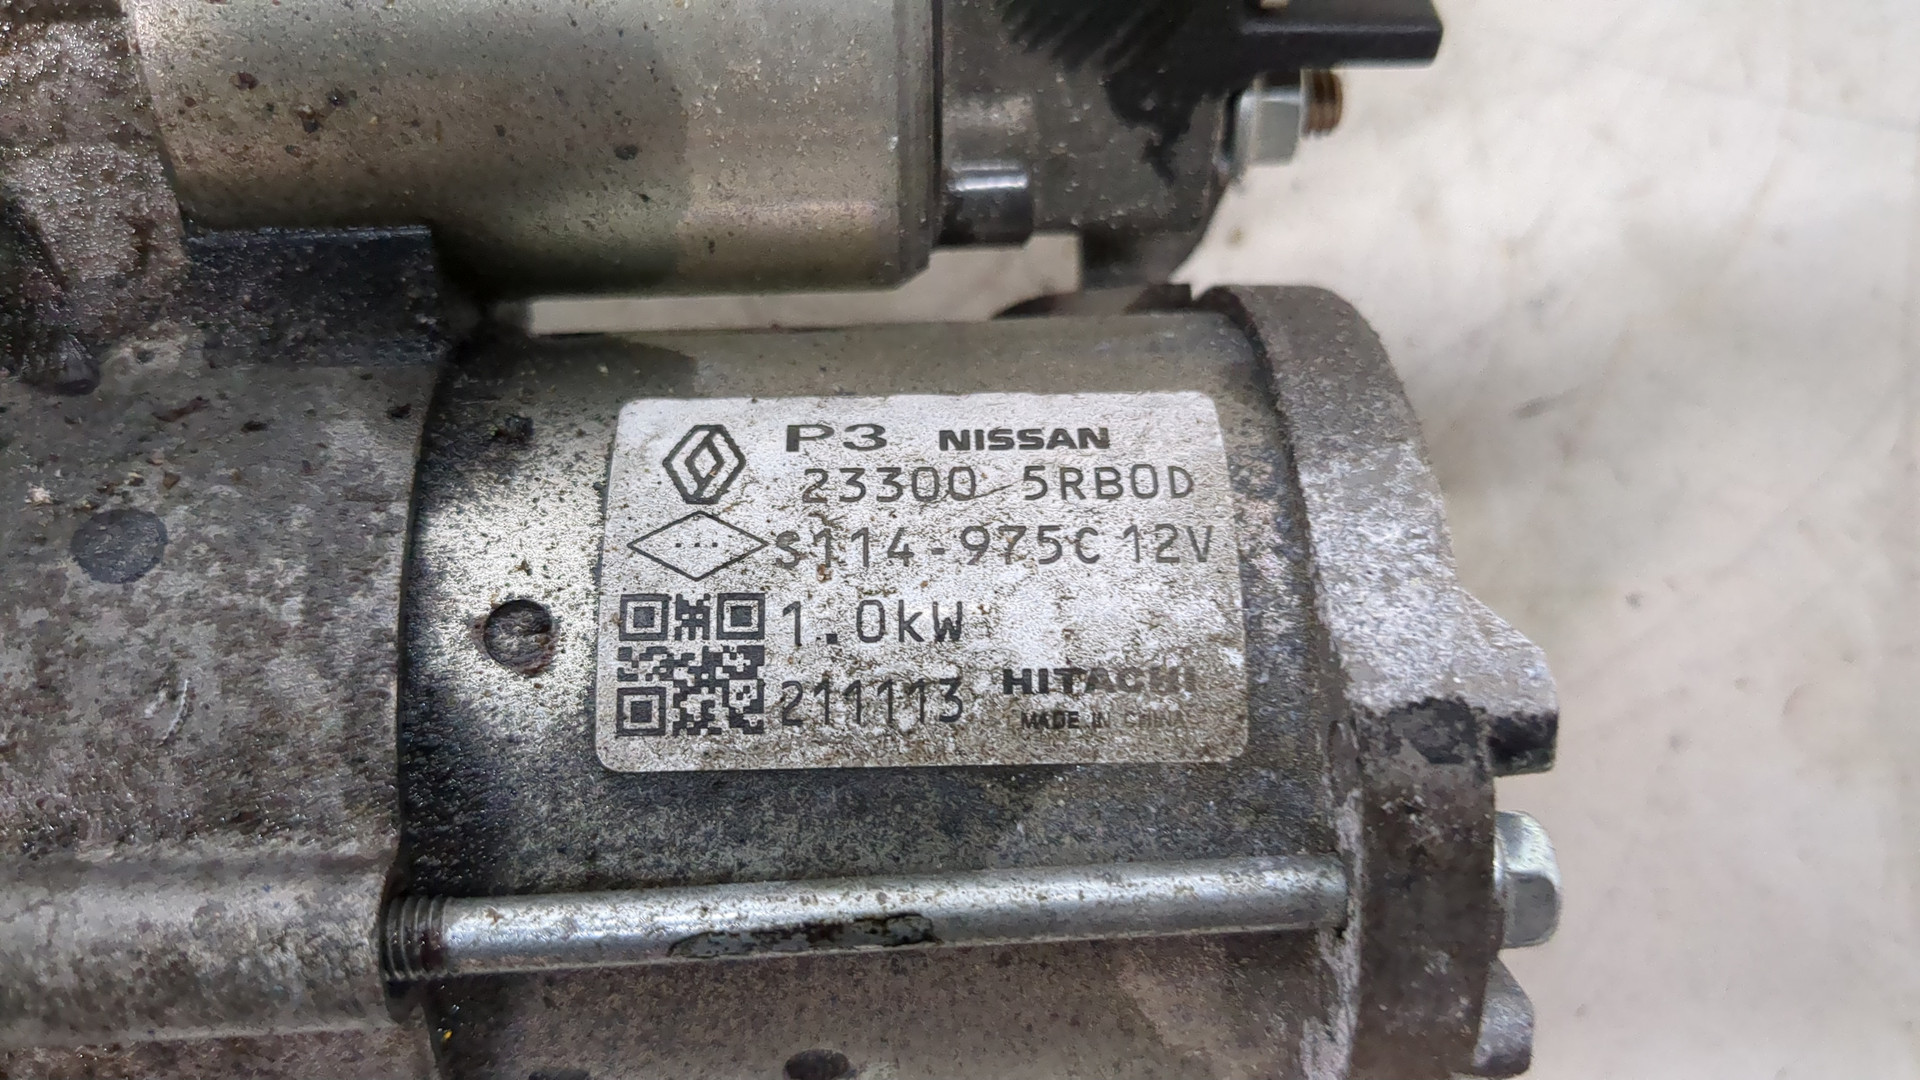 P3 NISSAN
23300 5RB0D
S114-975C 12V
1.0kW
211113 HITACHI
MADE IN CHINA